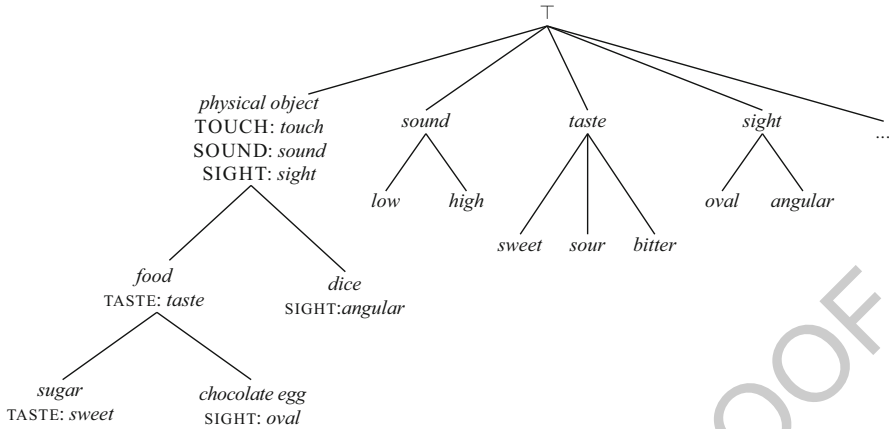 ⊤
physical object
TOUCH: touch
SOUND: sound
SIGHT: sight
sound
taste
sight
...
low
high
oval
angular
sweet
sour
bitter
food
TASTE: taste
dice
SIGHT:angular
sugar
TASTE: sweet
chocolate egg
SIGHT: oval
OOF